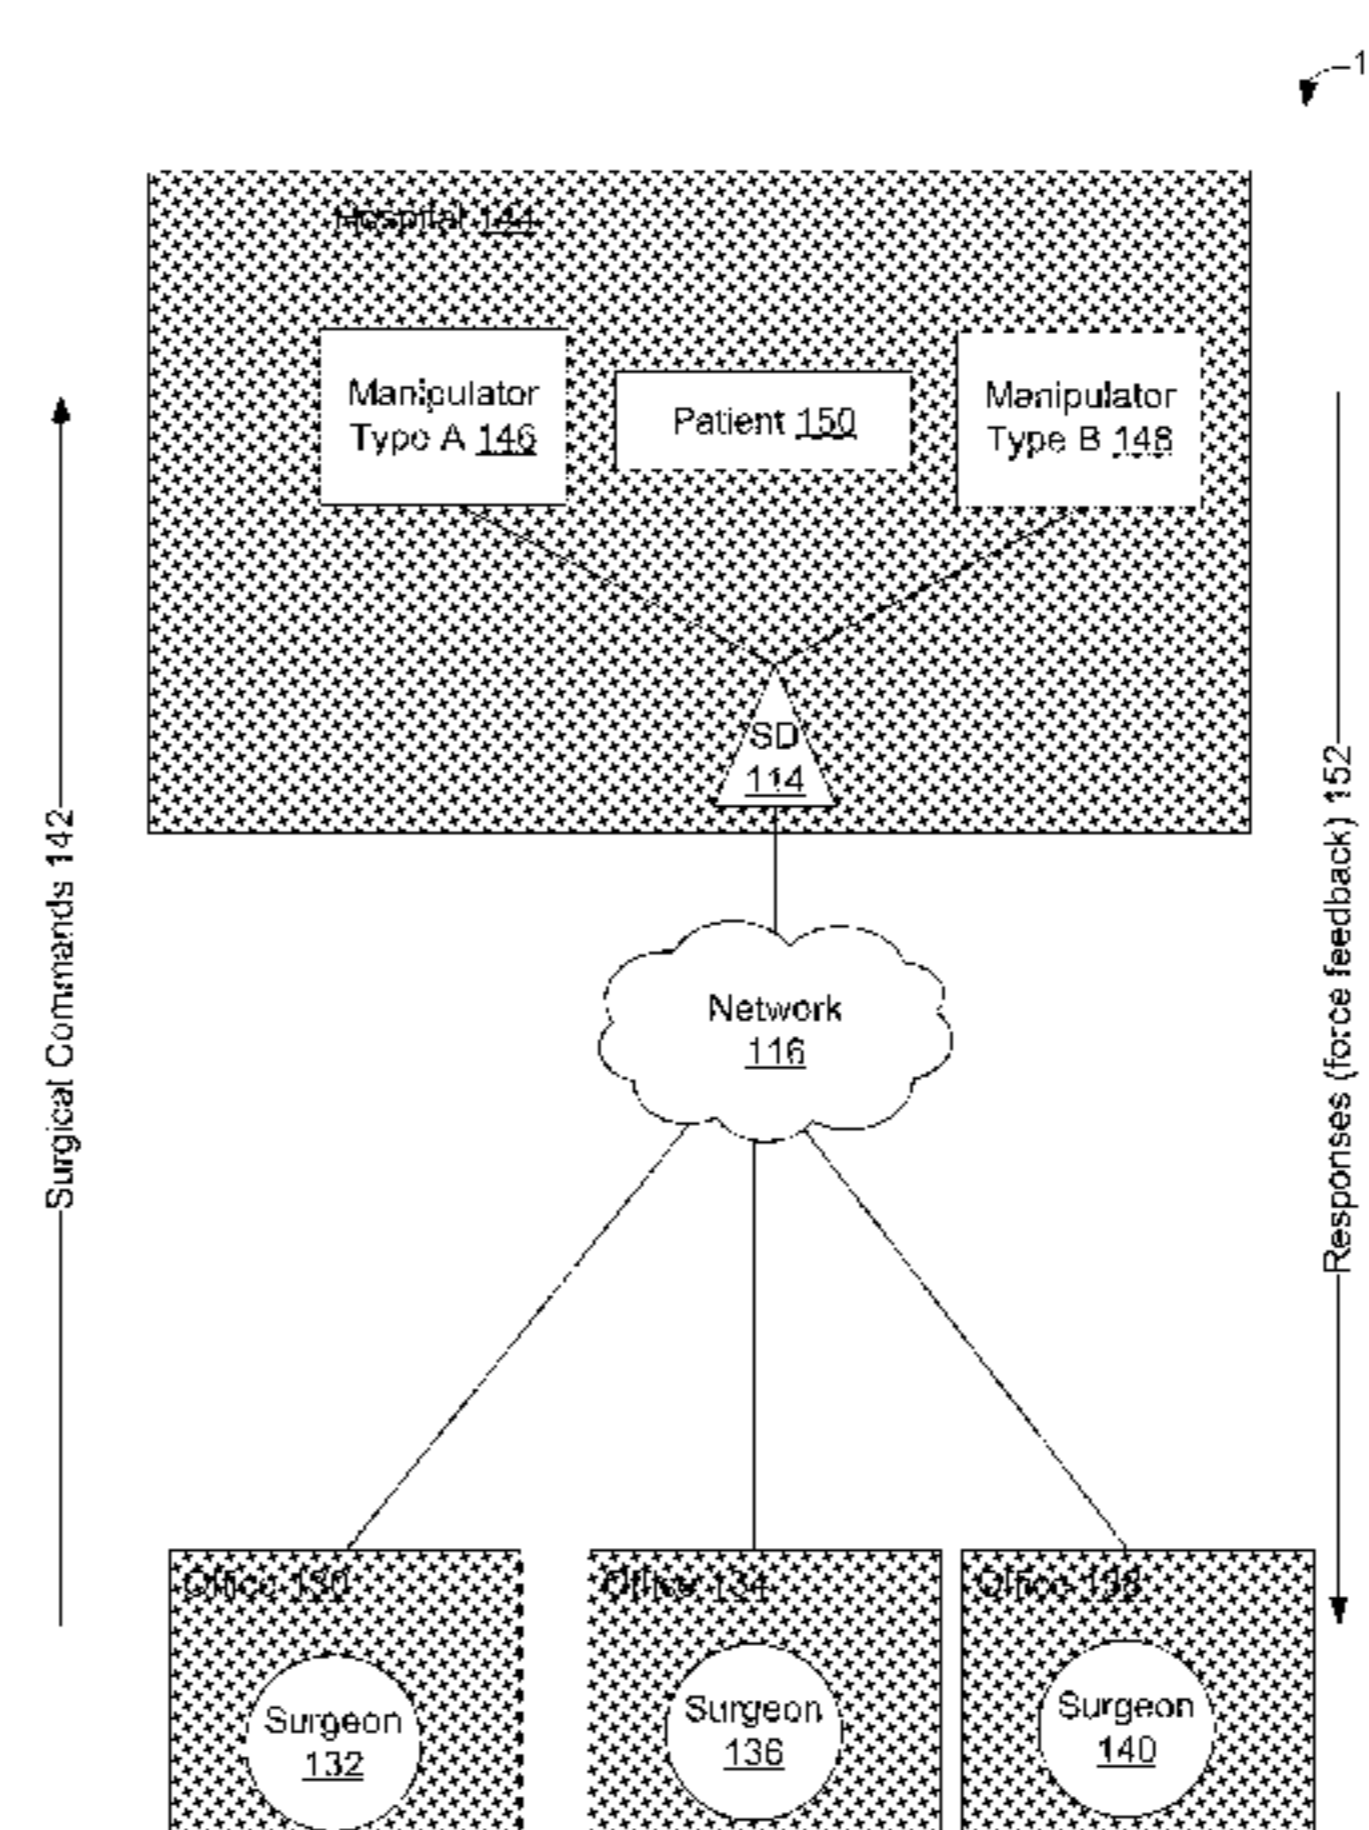 1
Hospital 144
Manipulator
Type A 146
Patient 150
Manipulator
Type B 148
SD
114
Surgical Commands 142
Responses (force feedback) 152
Network
116
Office 130
Office 134
Office 138
Surgeon
132
Surgeon
136
Surgeon
140